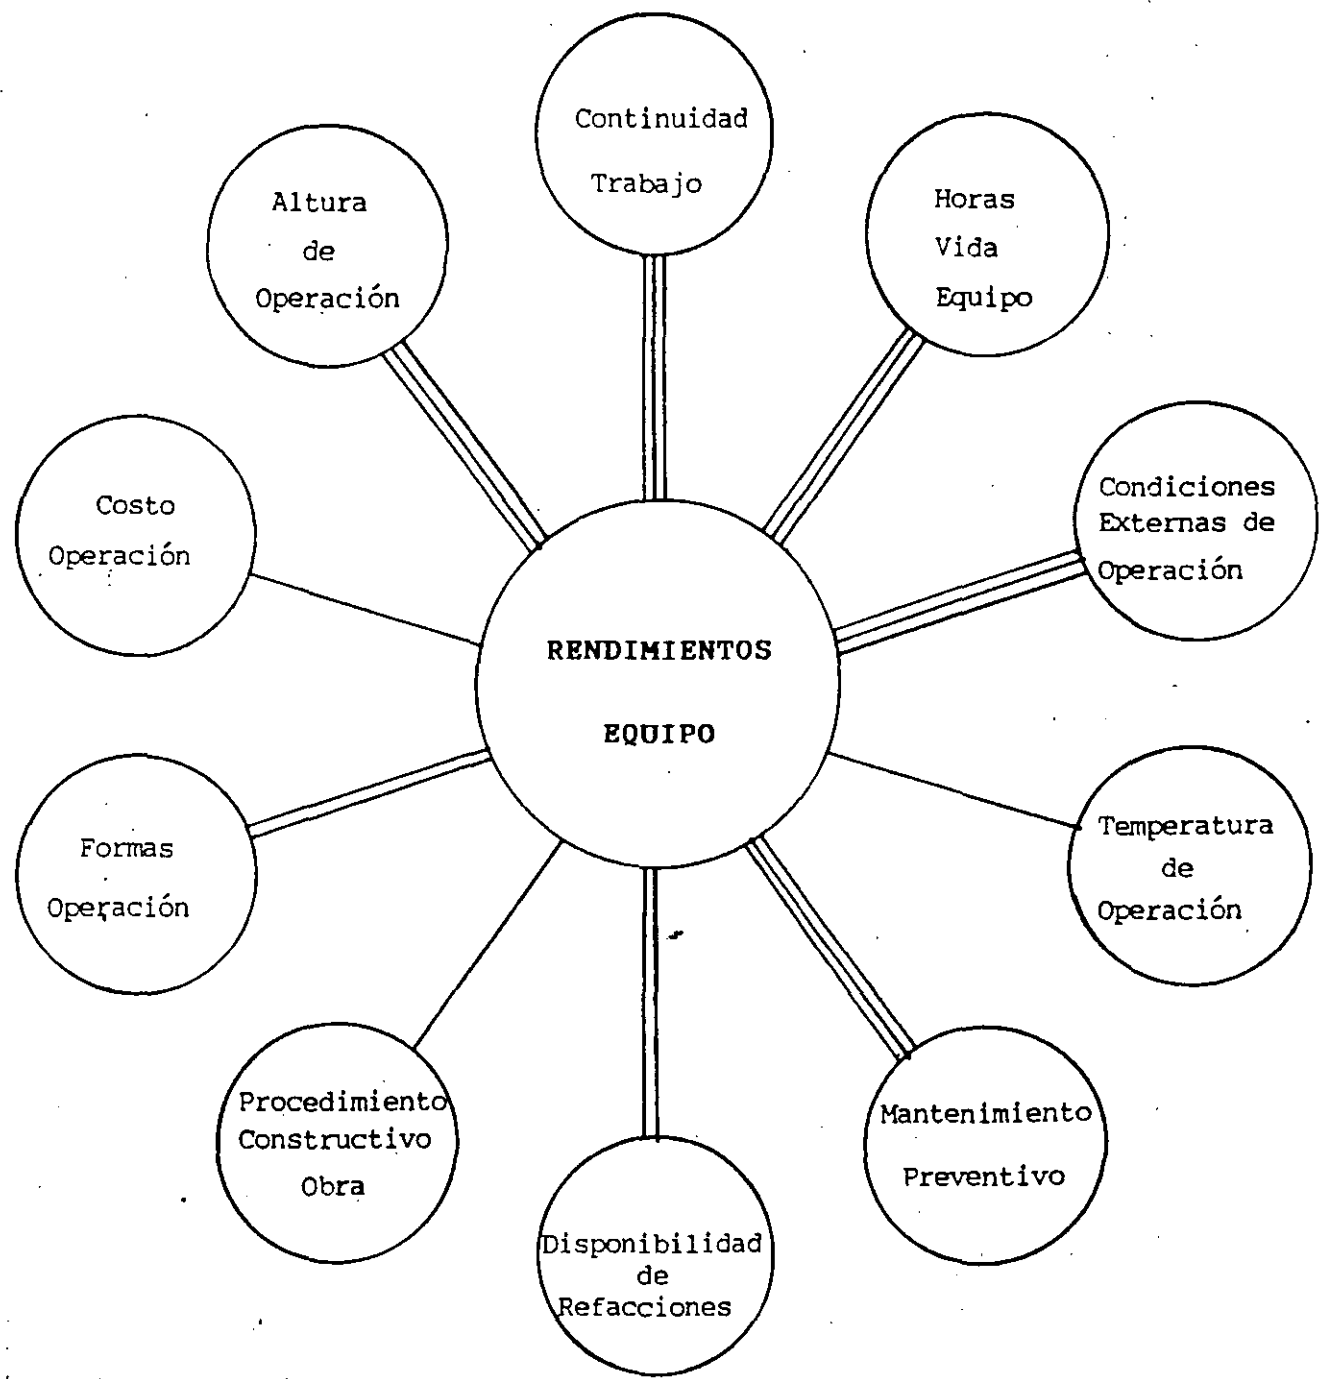 Continuidad
Trabajo
Altura
de
Operación
Horas
Vida
Equipo
Costo
Operación
Condiciones
Externas de
Operación
RENDIMIENTOS
EQUIPO
Formas
Operación
Temperatura
de
Operación
Procedimiento
Constructivo
Obra
Mantenimiento
Preventivo
Disponibilidad
de
Refacciones